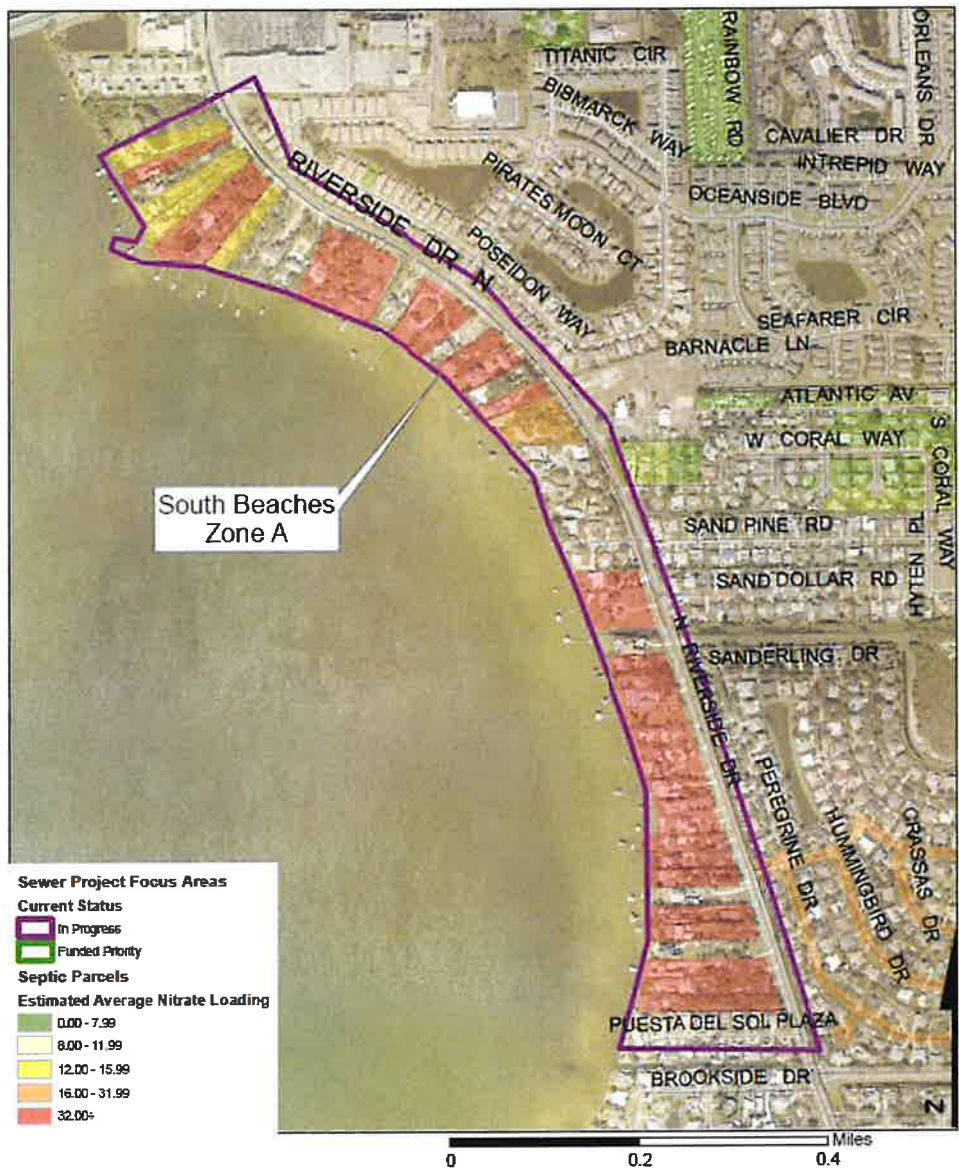 TITANIC CIR
RAINBOW RD
ORLEANS DR
BISMARCK WAY
CAVALIER DR
INTREPID WAY
PIRATES MOON CT
OCEANSIDE BLVD
RIVERSIDE DR N
POSEIDON WAY
SEAFARER CIR
BARNACLE LN
ATLANTIC AV
W CORAL WAY
S CORAL WAY
South Beaches
Zone A
SAND PINE RD
HYTEN PL
SAND DOLLAR RD
SANDERLING DR
N RIVERSIDE DR
PEREGRINE DR
HUMMINGBIRD DR
CRASSAS DR
PUESTA DEL SOL PLAZA
BROOKSIDE DR
Sewer Project Focus Areas
Current Status
In Progress
Funded Priority
Septic Parcels
Estimated Average Nitrate Loading
0.00 - 7.99
8.00 - 11.99
12.00 - 15.99
16.00 - 31.99
32.00+
N
Miles
0 0.2 0.4